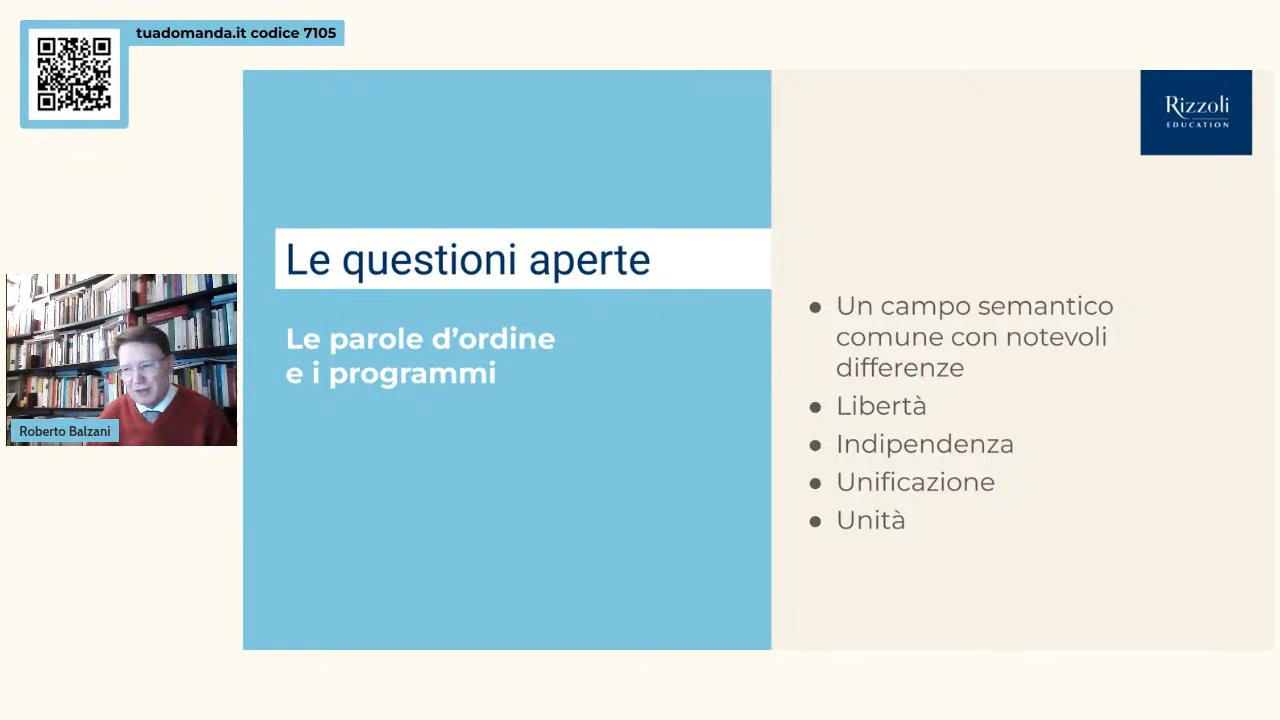 tuadomanda.it codice 7105
Rizzoli
EDUCATION
Le questioni aperte
Le parole d’ordine
e i programmi
● Un campo semantico
comune con notevoli
differenze
● Libertà
● Indipendenza
● Unificazione
● Unità
Roberto Balzani